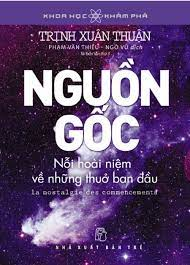 KHOA HỌC KHÁM PHÁ
TRỊNH XUÂN THUẬN
PHẠM VĂN THIỀU - NGÔ VŨ dịch
NGUỒN
GỐC
Nỗi hoài niệm
về những thuở ban đầu
la nostalgie des commencements
NHÀ XUẤT BẢN TRẺ